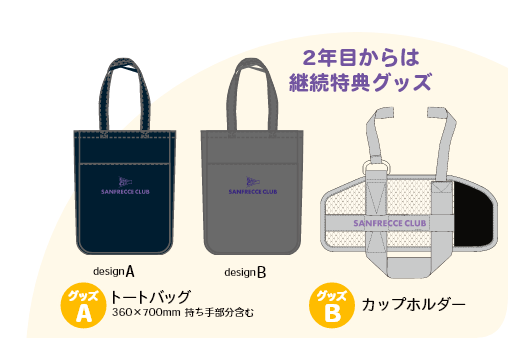 2年目からは
継続特典グッズ
SANFRECCE CLUB
SANFRECCE CLUB
SANFRECCE CLUB
design A
design B
グッズ
A
トートバッグ
360×700mm 持ち手部分含む
グッズ
B
カップホルダー